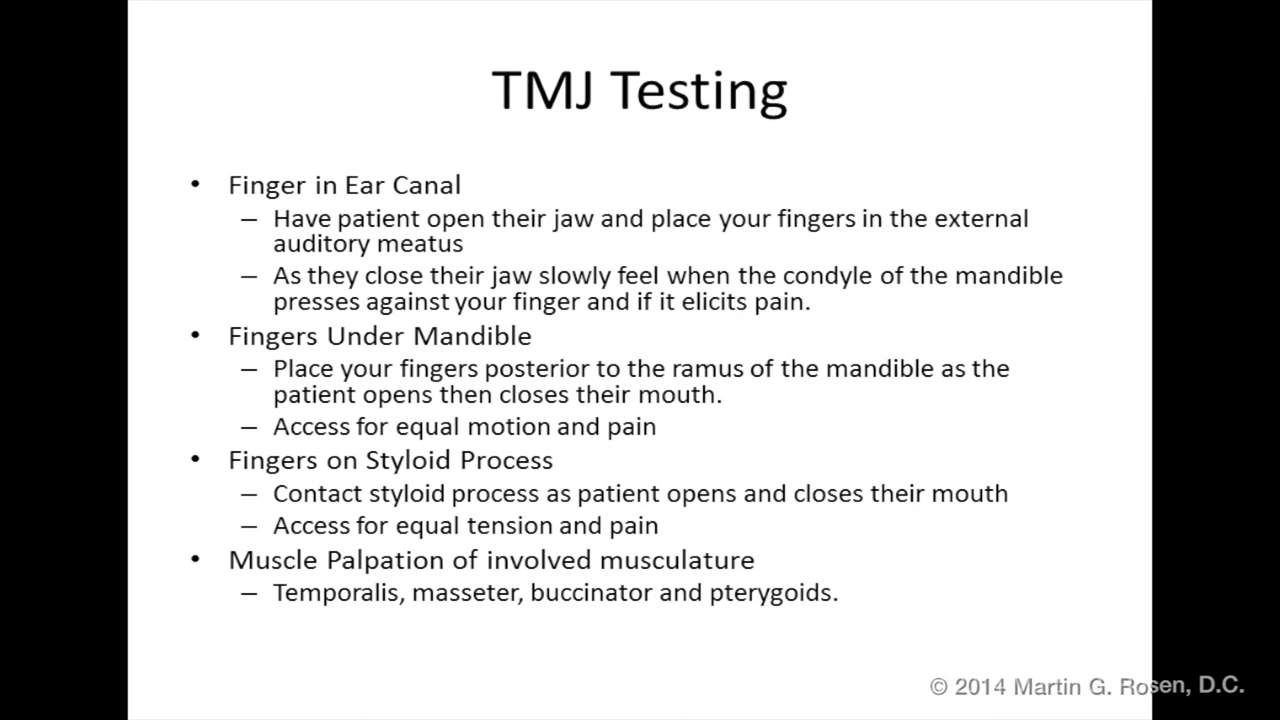 TMJ Testing
• Finger in Ear Canal
– Have patient open their jaw and place your fingers in the external
auditory meatus
– As they close their jaw slowly feel when the condyle of the mandible
presses against your finger and if it elicits pain.
• Fingers Under Mandible
– Place your fingers posterior to the ramus of the mandible as the
patient opens then closes their mouth.
– Access for equal motion and pain
• Fingers on Styloid Process
– Contact styloid process as patient opens and closes their mouth
– Access for equal tension and pain
• Muscle Palpation of involved musculature
– Temporalis, masseter, buccinator and pterygoids.
© 2014 Martin G. Rosen, D.C.